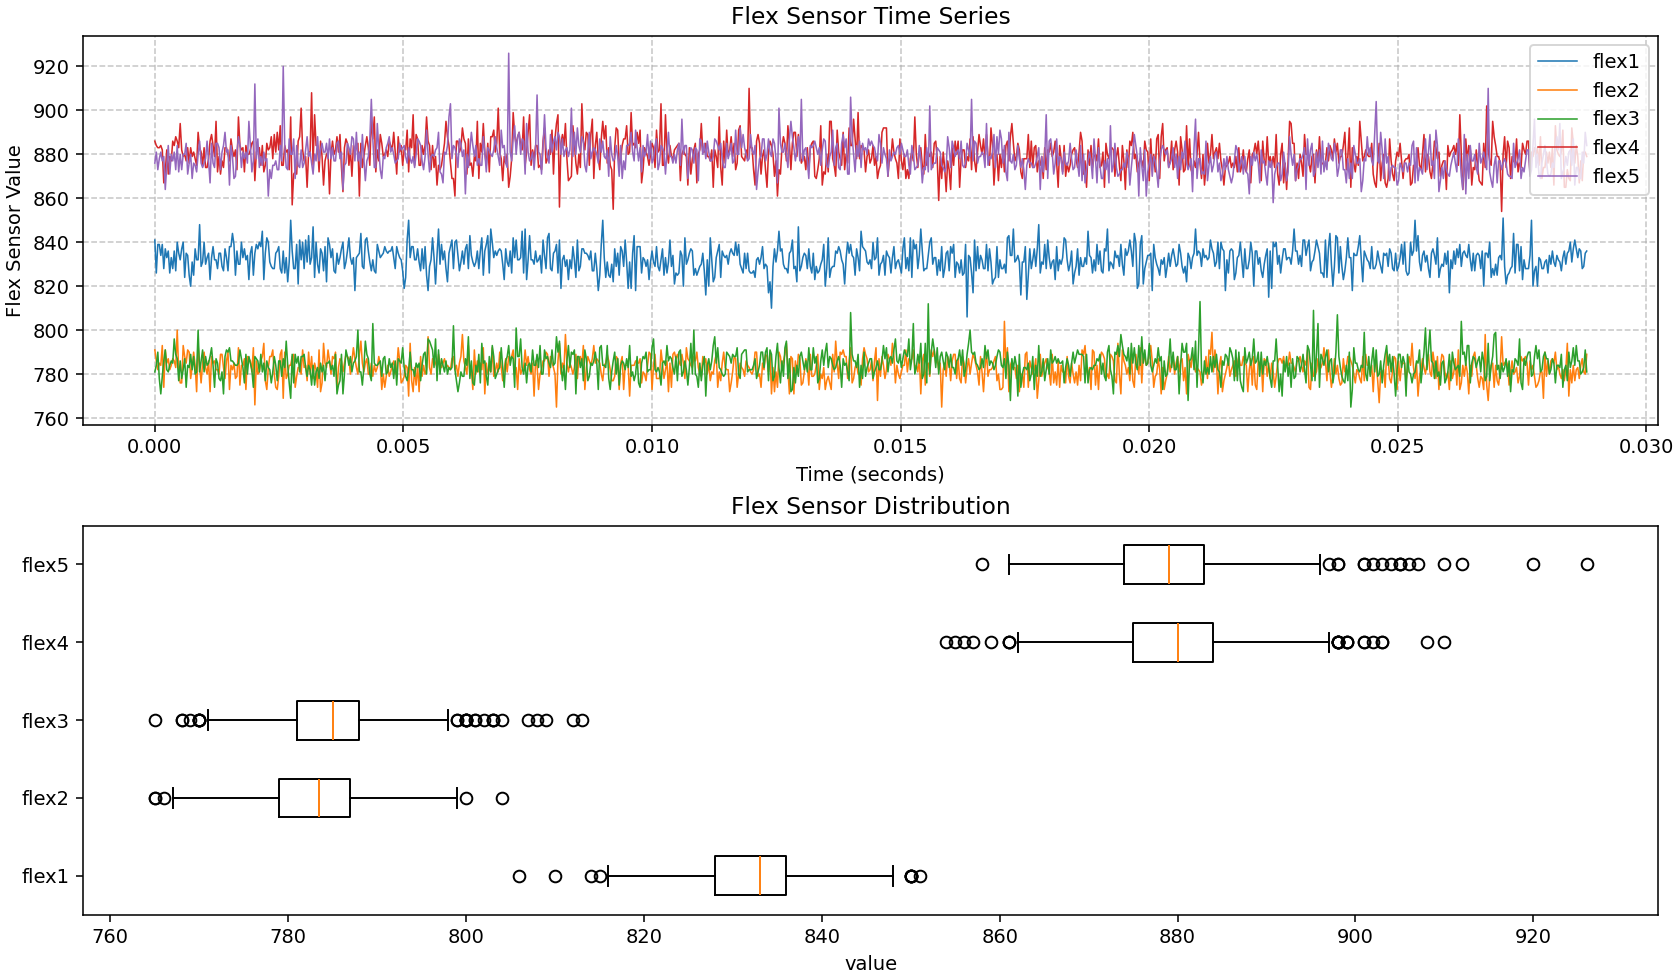 Flex Sensor Time Series
Flex Sensor Value
920
900
880
860
840
820
800
780
760
flex1
flex2
flex3
flex4
flex5
0.000 0.005 0.010 0.015 0.020 0.025 0.030
Time (seconds)
Flex Sensor Distribution
flex5
flex4
flex3
flex2
flex1
760 780 800 820 840 860 880 900 920
value